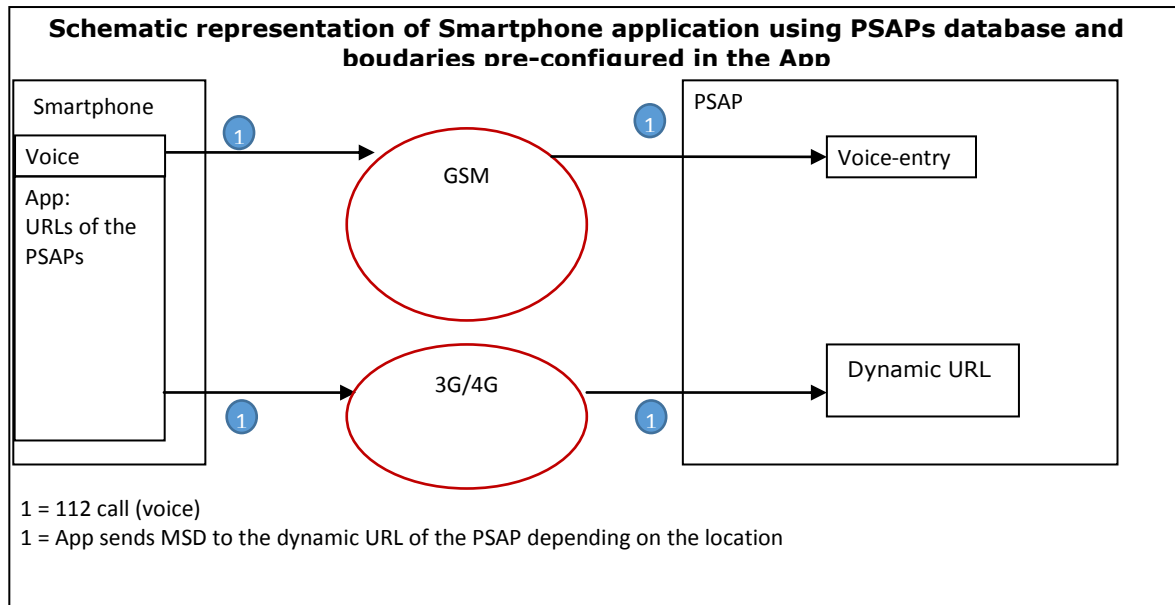 Schematic representation of Smartphone application using PSAPs database and
boudaries pre-configured in the App
Smartphone
PSAP
1
1
Voice
GSM
Voice-entry
App:
URLs of the
PSAPs
3G/4G
Dynamic URL
1
1
1 = 112 call (voice)
1 = App sends MSD to the dynamic URL of the PSAP depending on the location